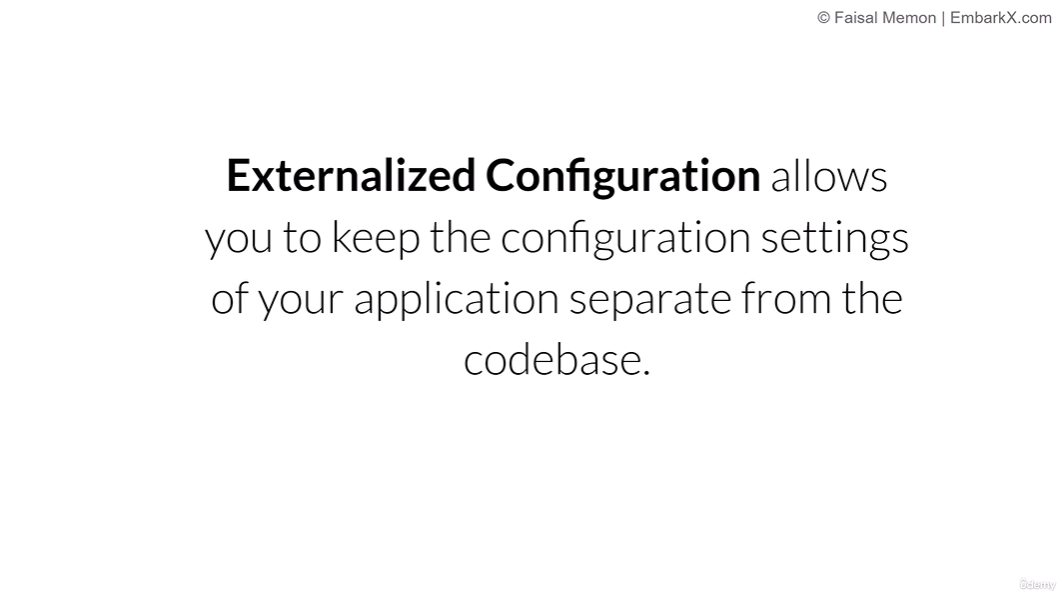 © Faisal Memon | EmbarkX.com
Externalized Configuration allows
you to keep the configuration settings
of your application separate from the
codebase.
ûdemy